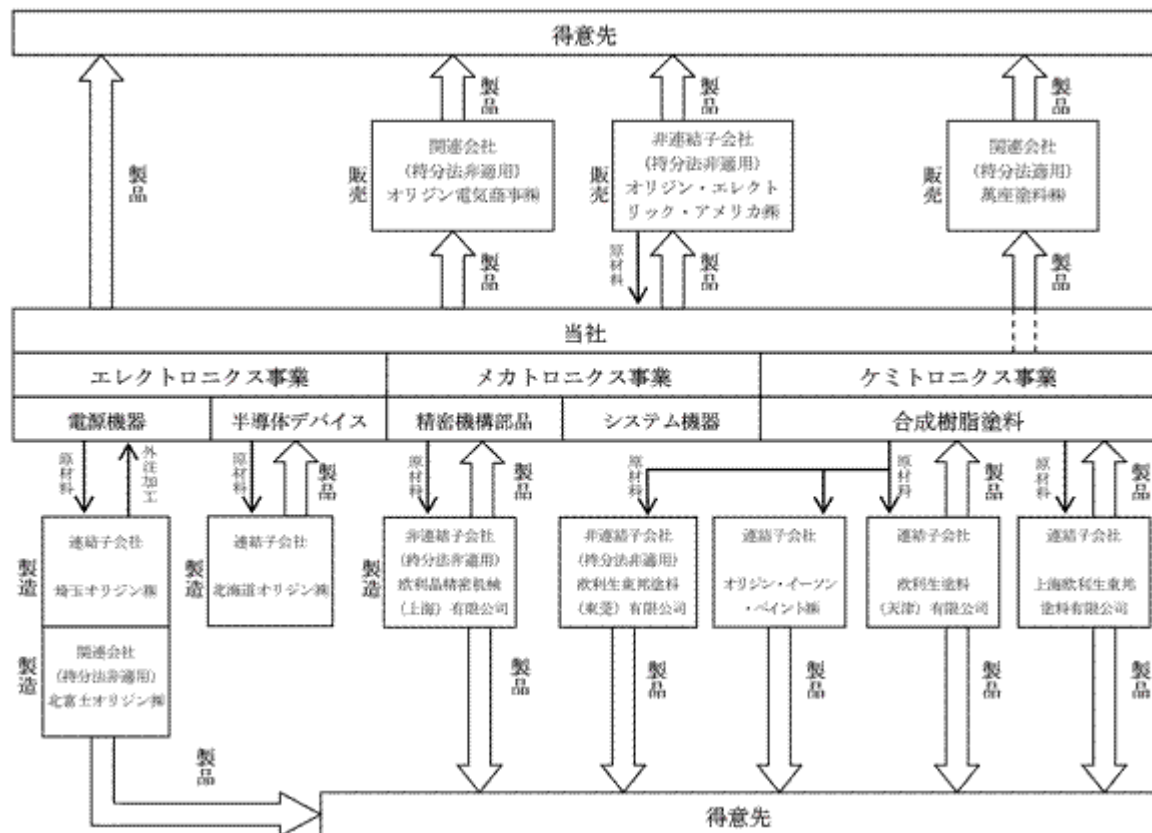 得意先
製品
製品
製品
製品
販売
関連会社
(持分法非適用)
オリジン電気商事㈱
販売
非連結子会社
(持分法非適用)
オリジン・エレクト
リック・アメリカ㈱
販売
関連会社
(持分法適用)
萬座塗料㈱
製品
原材料
製品
製品
当社
エレクトロニクス事業
メカトロニクス事業
ケミトロニクス事業
電源機器
半導体デバイス
精密機構部品
システム機器
合成樹脂塗料
原材料
外注加工
原材料
製品
原材料
製品
原材料
原材料
製品
原材料
製品
製造
連結子会社
埼玉オリジン㈱
製造
連結子会社
北海道オリジン㈱
製造
非連結子会社
(持分法非適用)
欧利晶精密机械
(上海)有限公司
非連結子会社
(持分法非適用)
欧利生東邦塗料
(東莞)有限公司
連結子会社
オリジン・イーソン
・ペイント㈱
連結子会社
欧利生塗料
(天津)有限公司
連結子会社
上海欧利生東邦
塗料有限公司
製造
関連会社
(持分法非適用)
北富士オリジン㈱
製品
製品
製品
製品
製品
製品
得意先